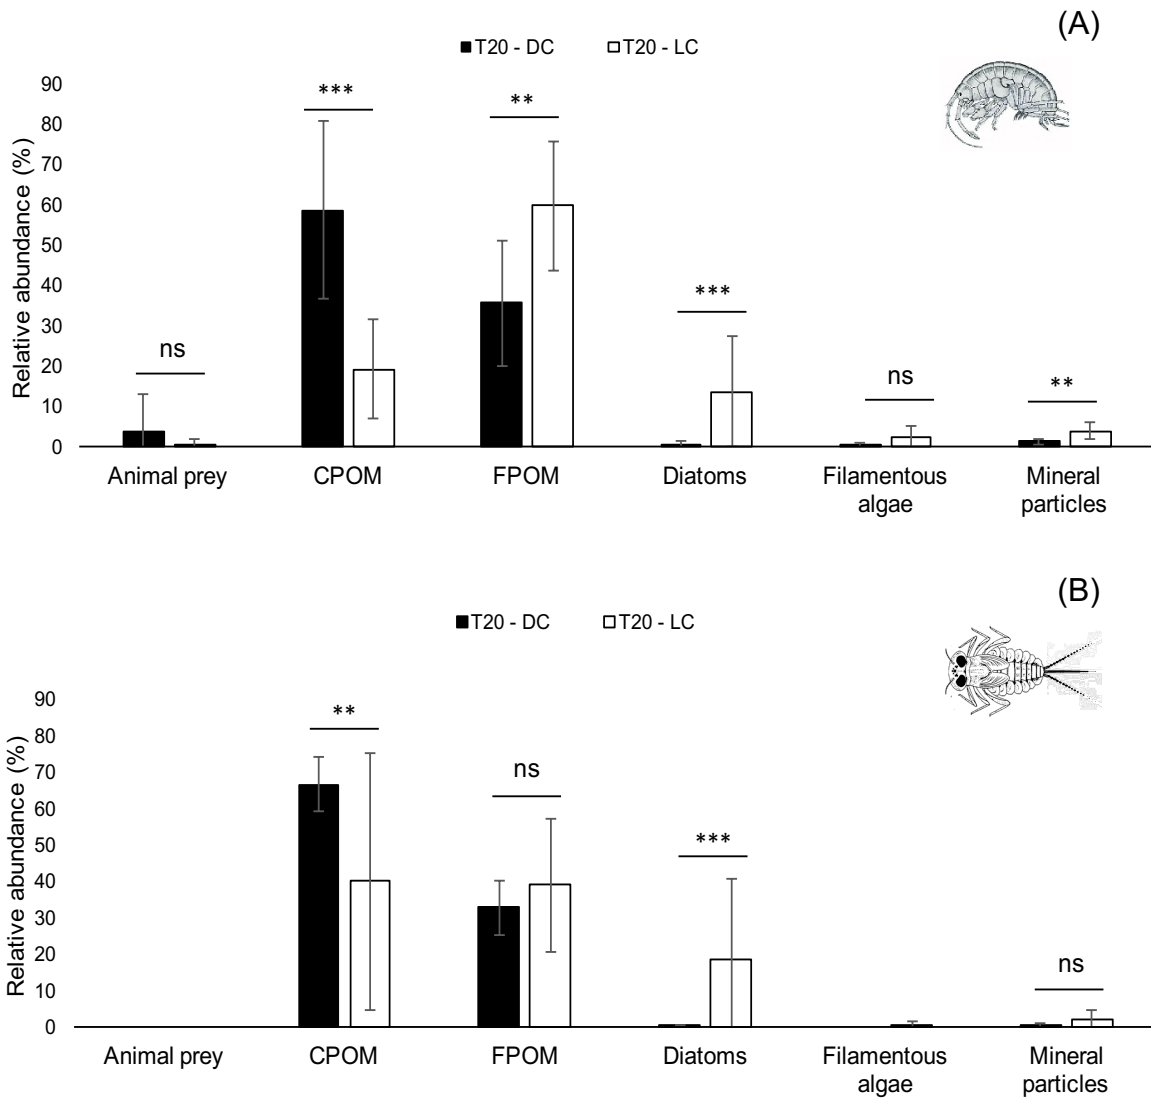 (A)
T20 - DC T20 - LC
Relative abundance (%)
90
80
70
60
50
40
30
20
10
0
***
**
***
ns
ns
**
Animal prey CPOM FPOM Diatoms Filamentous algae Mineral particles
(B)
T20 - DC T20 - LC
Relative abundance (%)
90
80
70
60
50
40
30
20
10
0
**
ns
***
ns
Animal prey CPOM FPOM Diatoms Filamentous algae Mineral particles